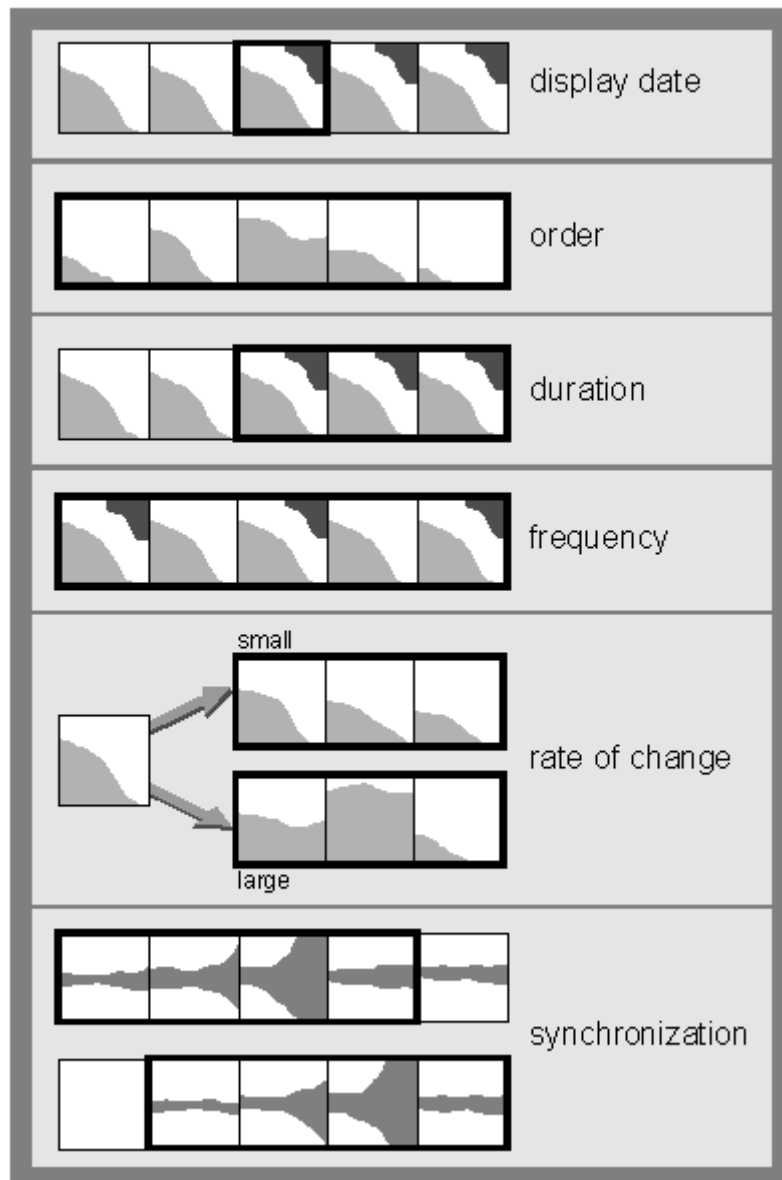 display date
order
duration
frequency
small
rate of change
large
synchronization